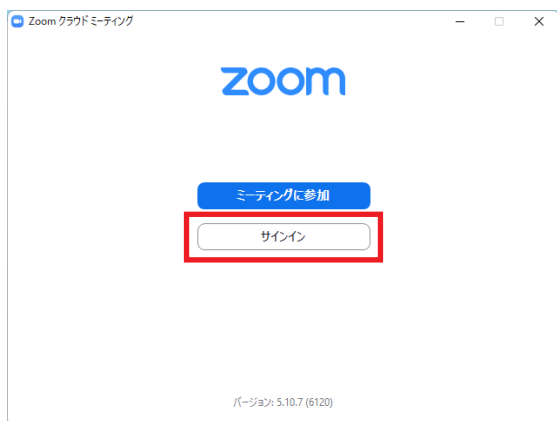 Zoom クラウド ミーティング
zoom
ミーティングに参加
サインイン
バージョン: 5.10.7 (6120)